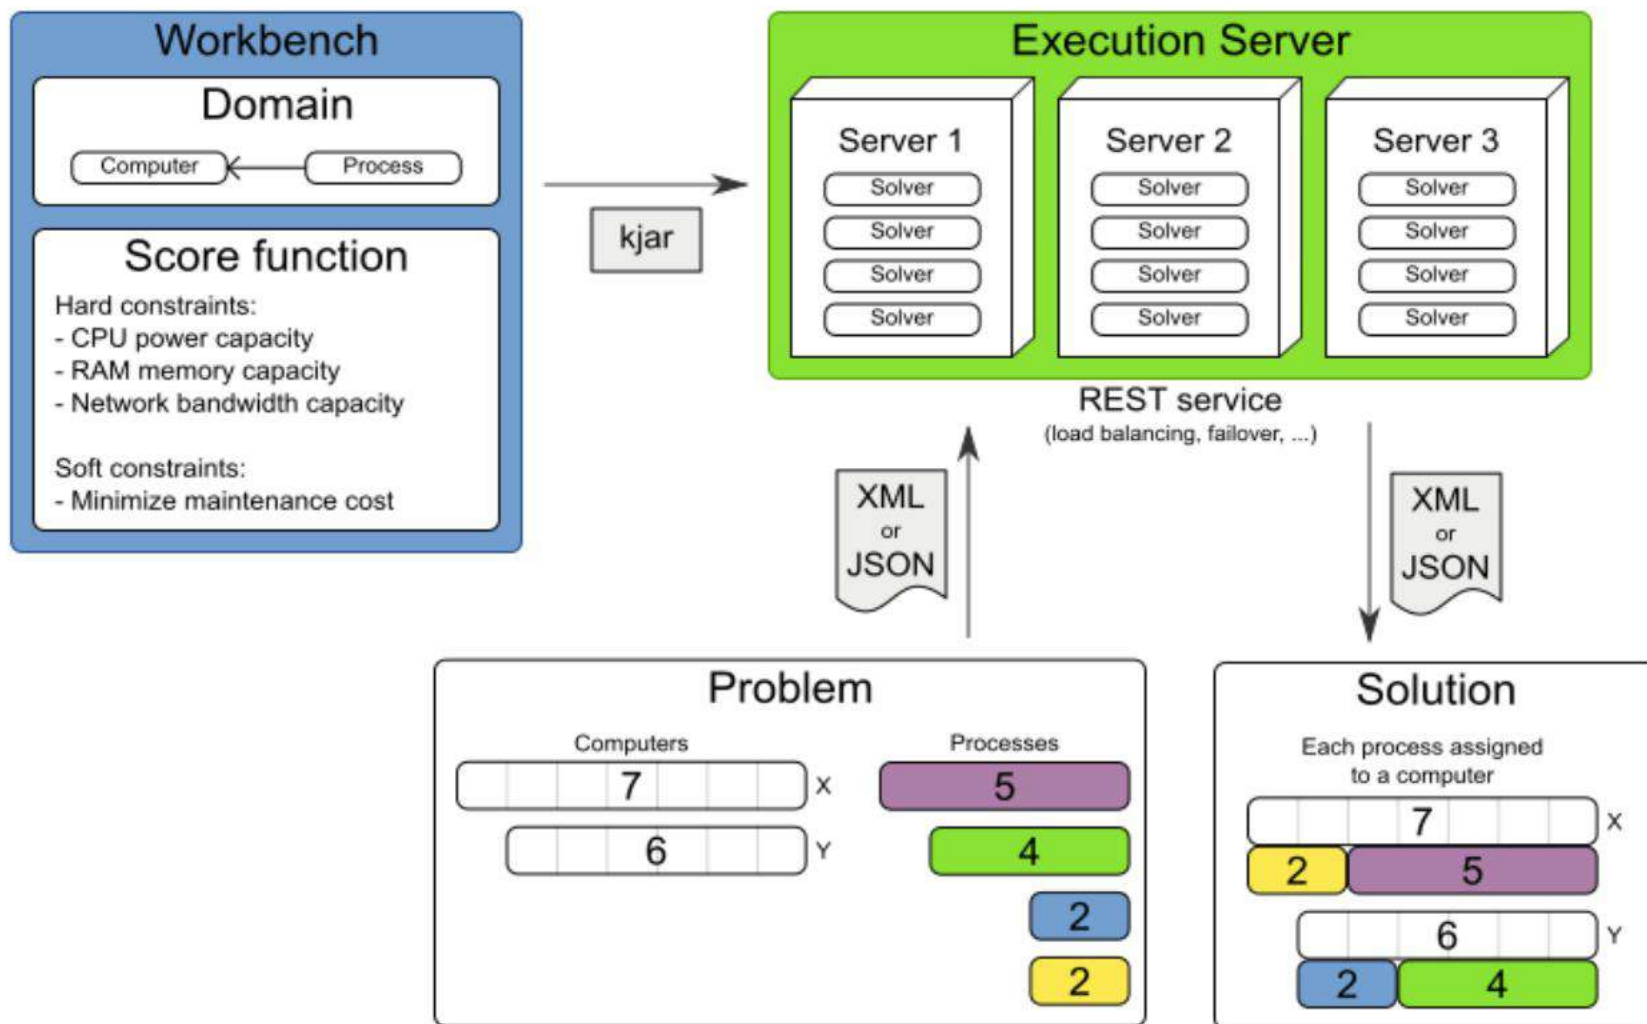 Workbench
Domain
Computer
Process
Score function
Hard constraints:
- CPU power capacity
- RAM memory capacity
- Network bandwidth capacity
Soft constraints:
- Minimize maintenance cost
kjar
Execution Server
Server 1
Solver
Solver
Solver
Solver
Server 2
Solver
Solver
Solver
Solver
Server 3
Solver
Solver
Solver
Solver
REST service
(load balancing, failover, ...)
XML
or
JSON
XML
or
JSON
Problem
Computers
7
X
6
Y
Processes
5
4
2
2
Solution
Each process assigned
to a computer
7
X
2
5
6
Y
2
4